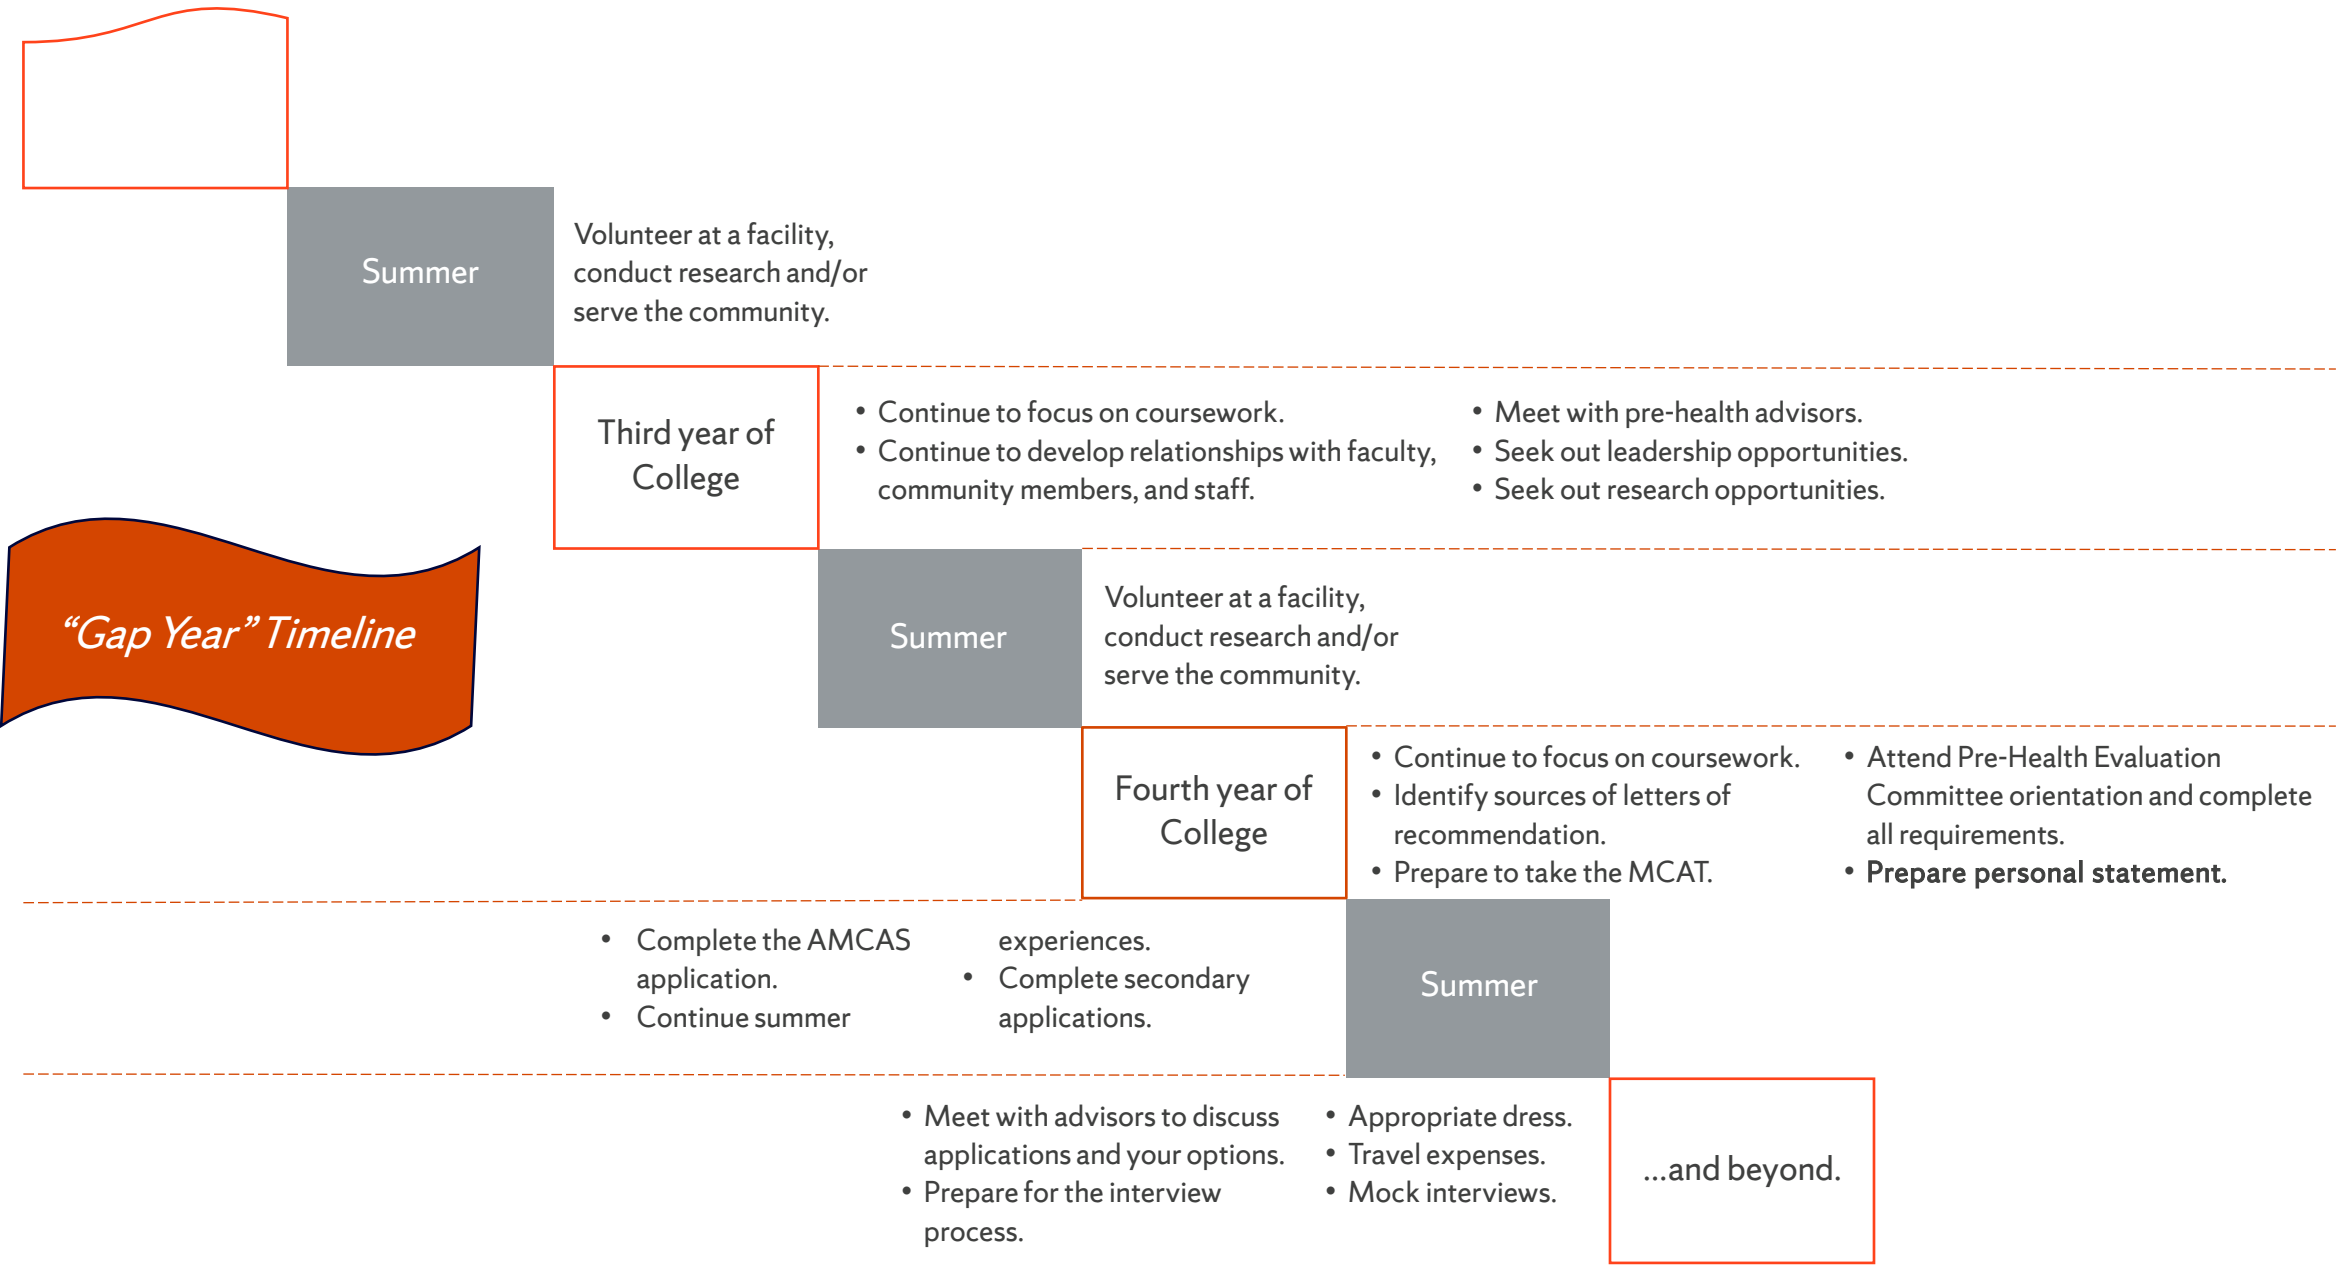 Summer
Volunteer at a facility,
conduct research and/or
serve the community.
Third year of
College
• Continue to focus on coursework.
• Continue to develop relationships with faculty,
community members, and staff.
• Meet with pre-health advisors.
• Seek out leadership opportunities.
• Seek out research opportunities.
“Gap Year” Timeline
Summer
Volunteer at a facility,
conduct research and/or
serve the community.
Fourth year of
College
• Continue to focus on coursework.
• Identify sources of letters of
recommendation.
• Prepare to take the MCAT.
• Attend Pre-Health Evaluation
Committee orientation and complete
all requirements.
• Prepare personal statement.
• Complete the AMCAS
application.
• Continue summer
experiences.
• Complete secondary
applications.
Summer
• Meet with advisors to discuss
applications and your options.
• Prepare for the interview
process.
• Appropriate dress.
• Travel expenses.
• Mock interviews.
...and beyond.